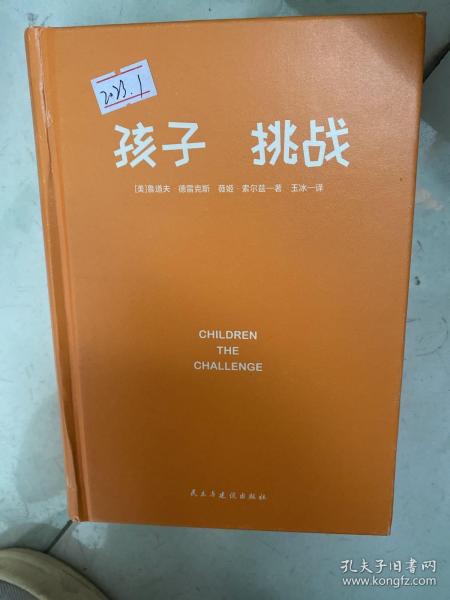 2023.1
孩子 挑战
[美]鲁道夫·德雷克斯 薇姬·索尔兹—著 玉冰—译
CHILDREN
THE
CHALLENGE
民主与建设出版社
孔夫子旧书网
www.kongfz.com